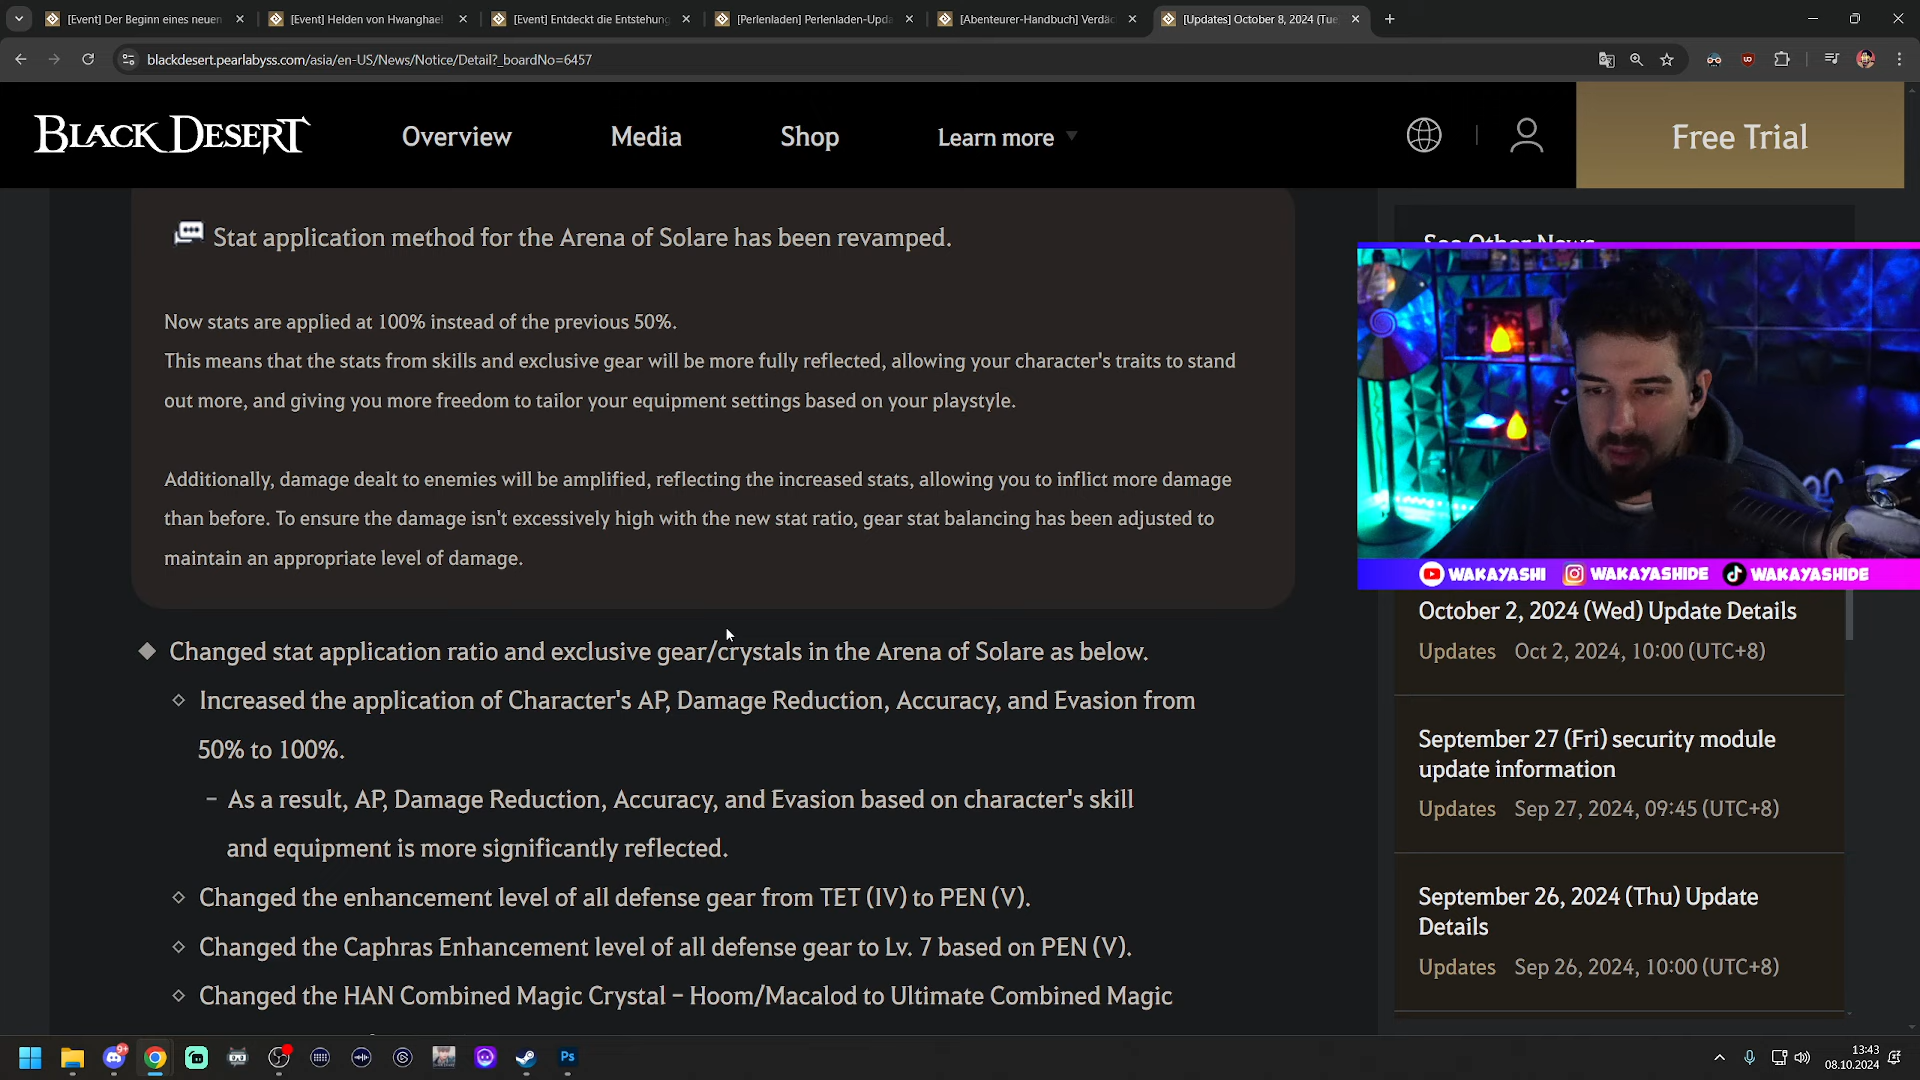 [Event] Der Beginn eines neuen
[Event] Helden von Hwanghae!
[Event] Entdeckt die Entstehung
[Perlenladen] Perlenladen-Upda
[Abenteurer-Handbuch] Verdäc
[Updates] October 8, 2024 (Tue
blackdesert.pearlabyss.com/asia/en-US/News/Notice/Detail?_boardNo=6457
BLACK DESERT
Overview
Media
Shop
Learn more
Free Trial
Stat application method for the Arena of Solare has been revamped.
Now stats are applied at 100% instead of the previous 50%.
This means that the stats from skills and exclusive gear will be more fully reflected, allowing your character's traits to stand
out more, and giving you more freedom to tailor your equipment settings based on your playstyle.
Additionally, damage dealt to enemies will be amplified, reflecting the increased stats, allowing you to inflict more damage
than before. To ensure the damage isn't excessively high with the new stat ratio, gear stat balancing has been adjusted to
maintain an appropriate level of damage.
◆ Changed stat application ratio and exclusive gear/crystals in the Arena of Solare as below.
◇ Increased the application of Character's AP, Damage Reduction, Accuracy, and Evasion from
50% to 100%.
– As a result, AP, Damage Reduction, Accuracy, and Evasion based on character's skill
and equipment is more significantly reflected.
◇ Changed the enhancement level of all defense gear from TET (IV) to PEN (V).
◇ Changed the Caphras Enhancement level of all defense gear to Lv. 7 based on PEN (V).
◇ Changed the HAN Combined Magic Crystal – Hoom/Macalod to Ultimate Combined Magic
See Other News
WAKAYASHI WAKAYASHIDE WAKAYASHIDE
October 2, 2024 (Wed) Update Details
Updates Oct 2, 2024, 10:00 (UTC+8)
September 27 (Fri) security module
update information
Updates Sep 27, 2024, 09:45 (UTC+8)
September 26, 2024 (Thu) Update
Details
Updates Sep 26, 2024, 10:00 (UTC+8)
9+
Ps
13:43
08.10.2024